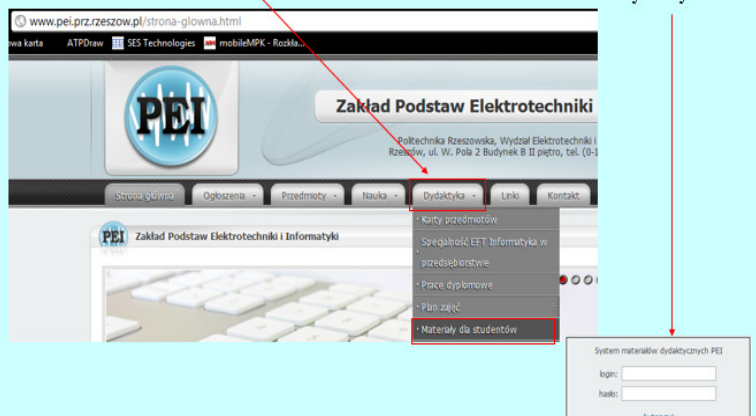 www.pei.prz.rzeszow.pl/strona-glowna.html
owa karta ATPDraw SES Technologies mobileMPK - Rozkła...
PEI
Zakład Podstaw Elektrotechniki
Politechnika Rzeszowska, Wydział Elektrotechniki i
Rzeszów, ul. W. Pola 2 Budynek B II piętro, tel. (0-1
Strona główna Ogłoszenia Przedmioty Nauka Dydaktyka Linki Kontakt
Karty przedmiotów
PEI Zakład Podstaw Elektrotechniki i Informatyki
Specjalność EFT Informatyka w
przedsiębiorstwie
Prace dyplomowe
Plan zajęć
Materiały dla studentów
System materiałów dydaktycznych PEI
login:
hasło: